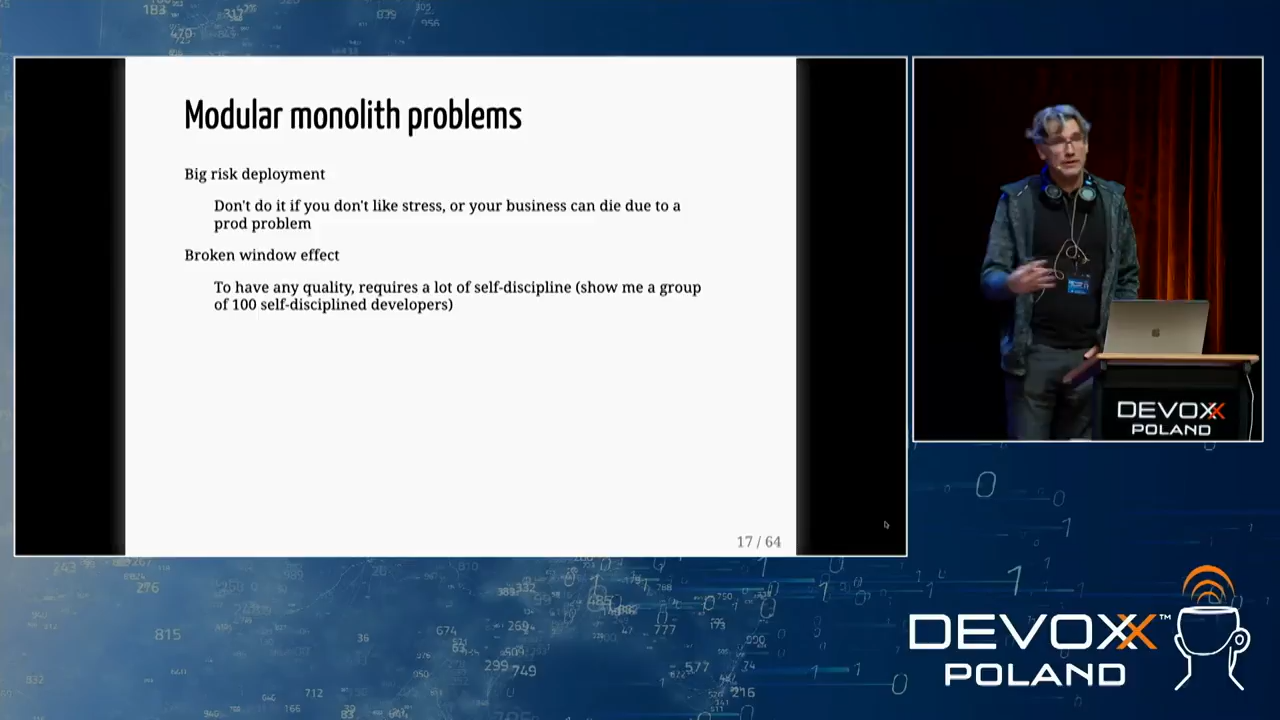 Modular monolith problems
Big risk deployment
Don't do it if you don't like stress, or your business can die due to a
prod problem
Broken window effect
To have any quality, requires a lot of self-discipline (show me a group
of 100 self-disciplined developers)
17 / 64
DEVOXX
POLAND
DEVOXX™
POLAND